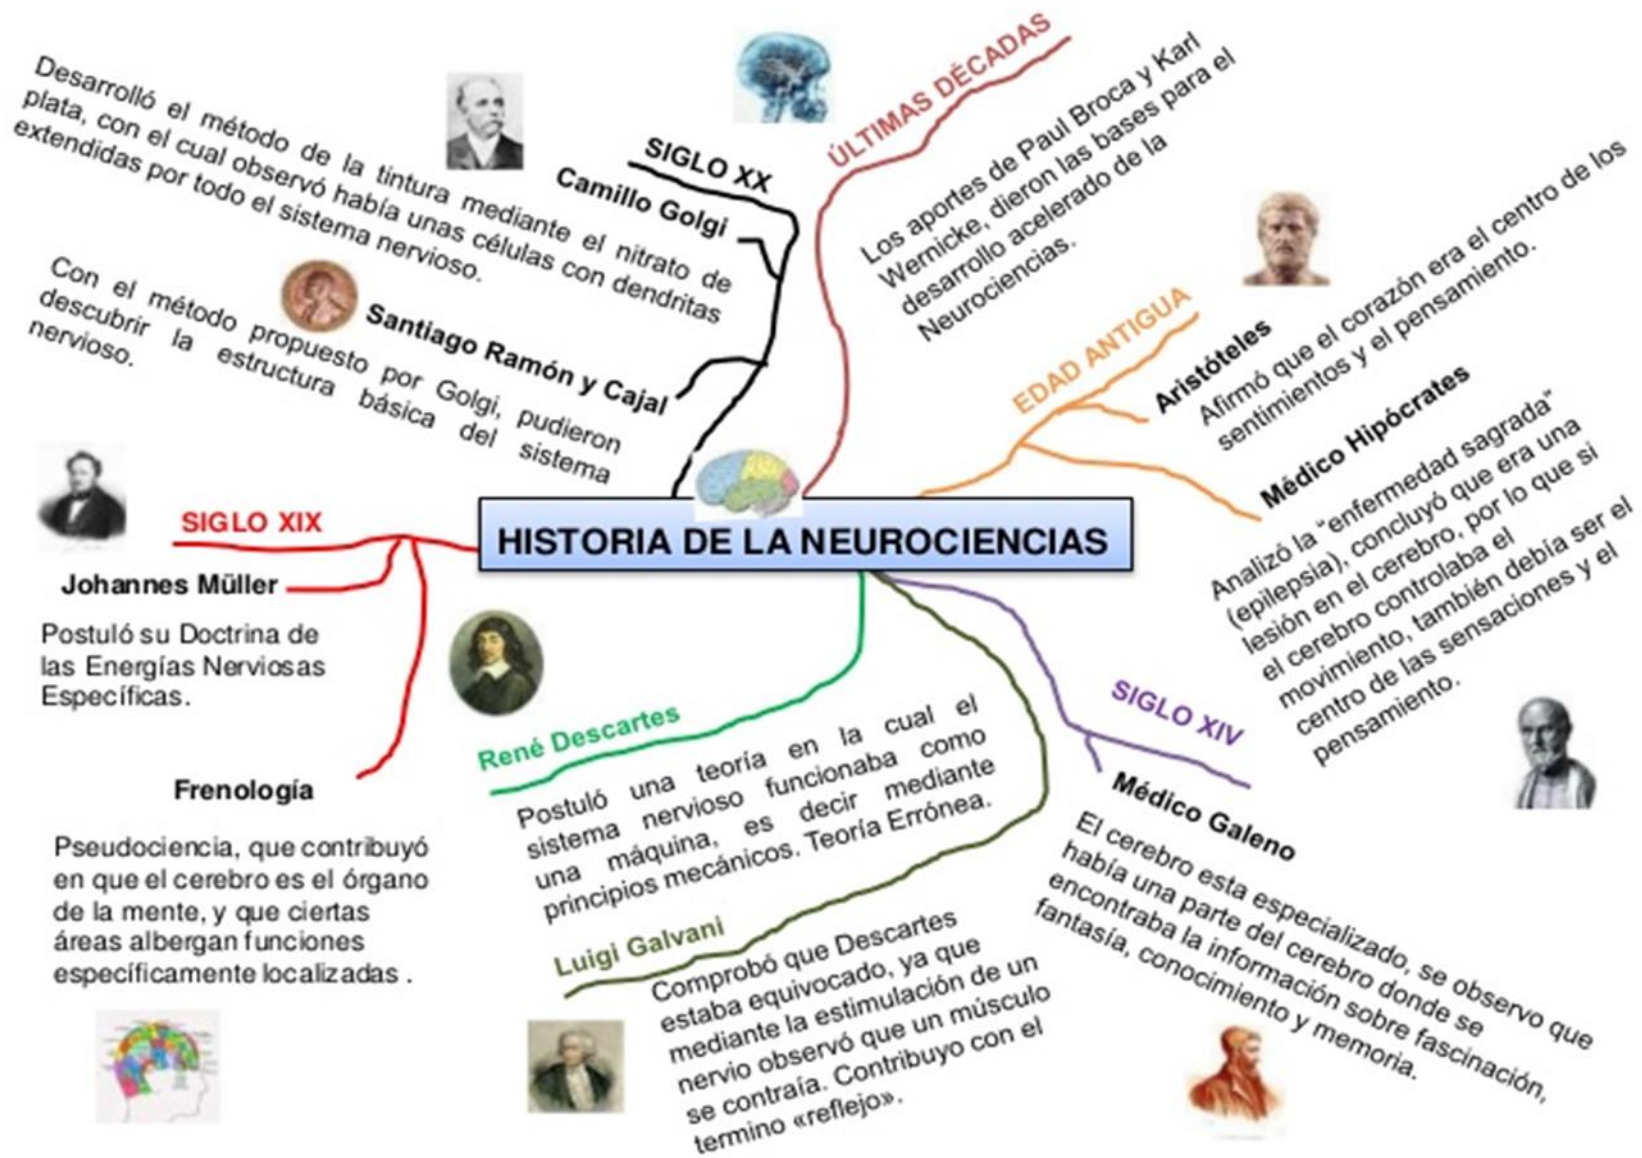 HISTORIA DE LA NEUROCIENCIAS
EDAD ANTIGUA
Aristóteles
Afirmó que el corazón era el centro de los
sentimientos y el pensamiento.
Médico Hipócrates
Analizó la “enfermedad sagrada”
(epilepsia), concluyó que era una
lesión en el cerebro, por lo que si
el cerebro controlaba el
movimiento, también debía ser el
centro de las sensaciones y el
pensamiento.
SIGLO XIV
Médico Galeno
El cerebro esta especializado, se observo que
había una parte del cerebro donde se
encontraba la información sobre fascinación,
fantasía, conocimiento y memoria.
René Descartes
Postuló una teoría en la cual el
sistema nervioso funcionaba como
una máquina, es decir mediante
principios mecánicos. Teoría Errónea.
Luigi Galvani
Comprobó que Descartes
estaba equivocado, ya que
mediante la estimulación de un
nervio observó que un músculo
se contraía. Contribuyo con el
termino «reflejo».
SIGLO XIX
Johannes Müller
Postuló su Doctrina de
las Energías Nerviosas
Específicas.
Frenología
Pseudociencia, que contribuyó
en que el cerebro es el órgano
de la mente, y que ciertas
áreas albergan funciones
específicamente localizadas .
SIGLO XX
Camillo Golgi
Desarrolló el método de la tintura mediante el nitrato de
plata, con el cual observó había unas células con dendritas
extendidas por todo el sistema nervioso.
Santiago Ramón y Cajal
Con el método propuesto por Golgi, pudieron
descubrir la estructura básica del sistema
nervioso.
ÚLTIMAS DÉCADAS
Los aportes de Paul Broca y Karl
Wernicke, dieron las bases para el
desarrollo acelerado de la
Neurociencias.